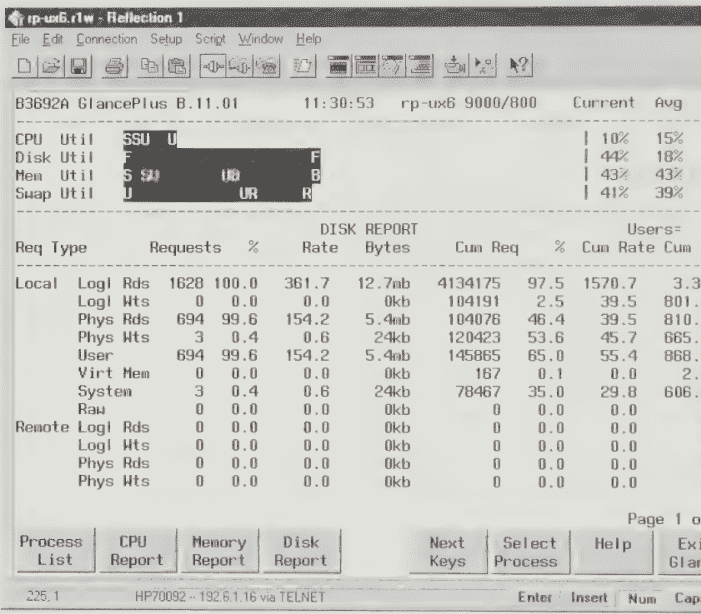 rp-ux6.r1w - Reflection 1
File Edit Connection Setup Script Window Help
B3692A GlancePlus B.11.01 11:30:53 rp-ux6 9000/800 Current Avg
CPU Util SSU U | 10% 15%
Disk Util F F | 44% 18%
Mem Util S SU UB B | 43% 43%
Swap Util U UR R | 41% 39%
DISK REPORT Users=
Req Type Requests % Rate Bytes Cum Req % Cum Rate Cum
Local Logl Rds 1628 100.0 361.7 12.7mb 4134175 97.5 1570.7 3.3
Logl Wts 0 0.0 0.0 0kb 104191 2.5 39.5 801.
Phys Rds 694 99.6 154.2 5.4mb 104076 46.4 39.5 810.
Phys Wts 3 0.4 0.6 24kb 120423 53.6 45.7 665.
User 694 99.6 154.2 5.4mb 145865 65.0 55.4 868.
Virt Mem 0 0.0 0.0 0kb 167 0.1 0.0 2.
System 3 0.4 0.6 24kb 78467 35.0 29.8 606.
Raw 0 0.0 0.0 0kb 0 0.0 0.0
Remote Logl Rds 0 0.0 0.0 0kb 0 0.0 0.0
Logl Wts 0 0.0 0.0 0kb 0 0.0 0.0
Phys Rds 0 0.0 0.0 0kb 0 0.0 0.0
Phys Wts 0 0.0 0.0 0kb 0 0.0 0.0
Page 1 o
Process CPU Memory Disk Next Select Help Exi
List Report Report Report Keys Process Glan
225, 1 HP70092 -- 192.6.1.16 via TELNET Enter Insert Num Cap